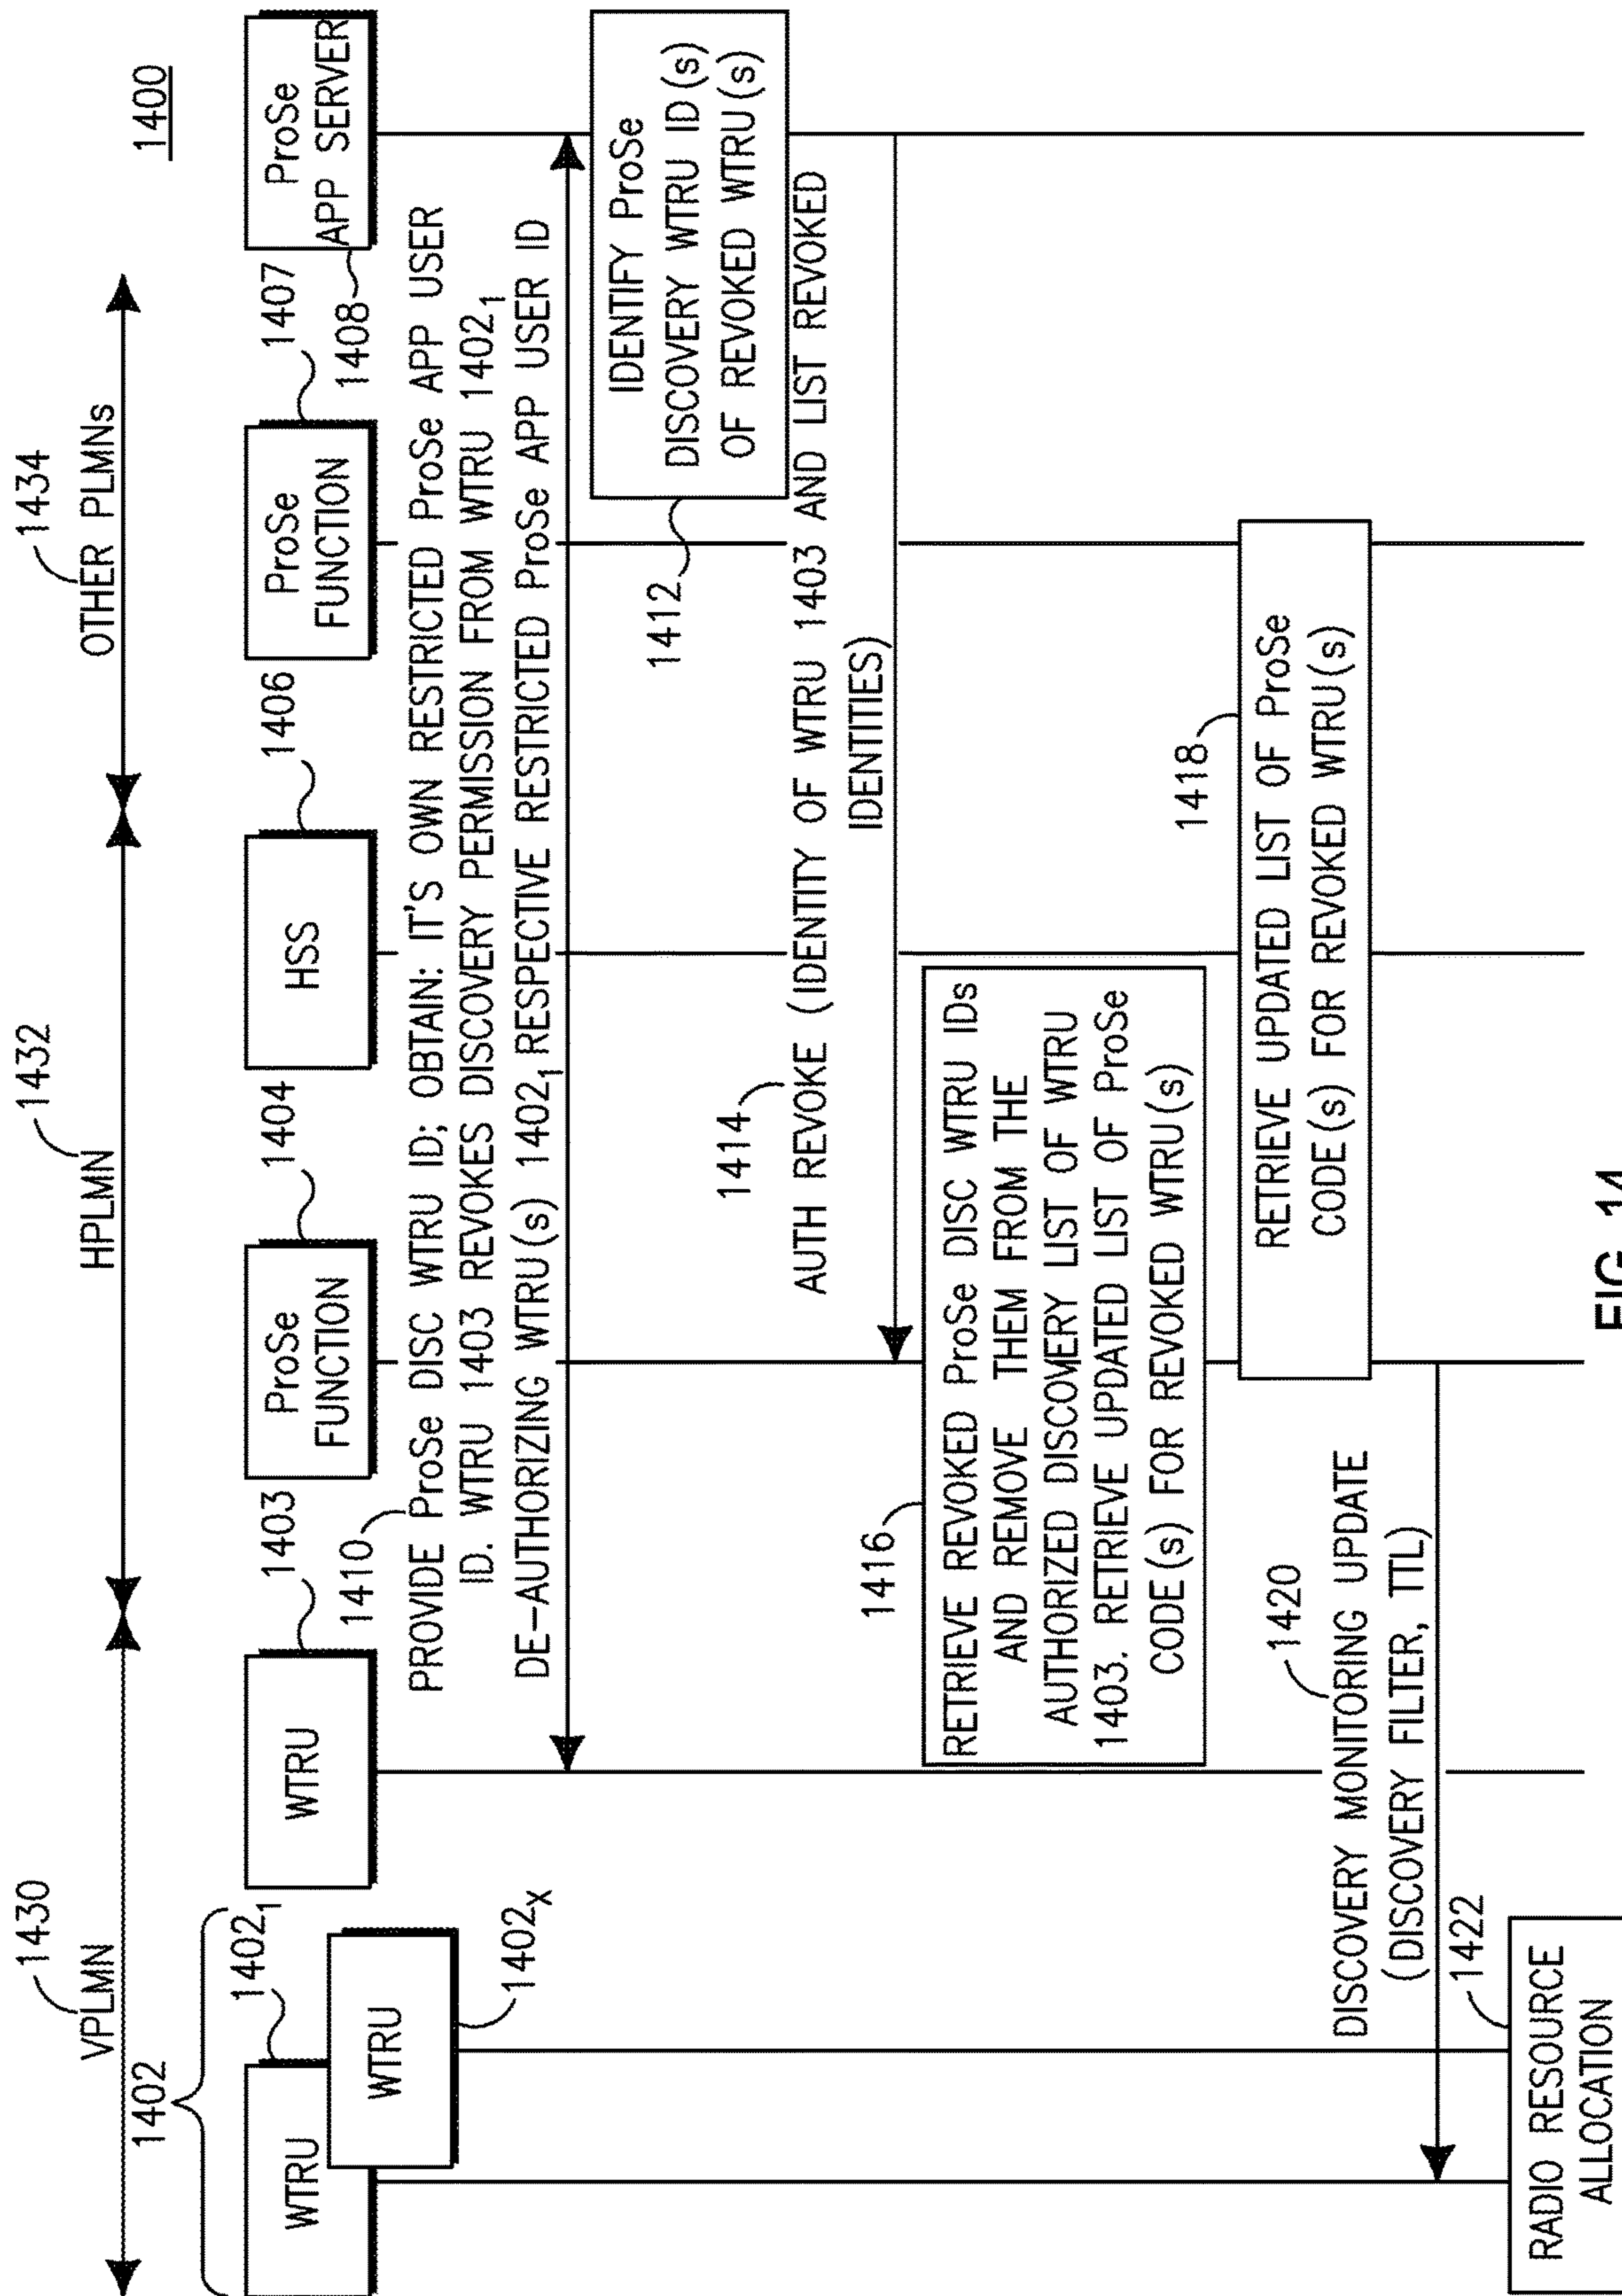 1400
1430
VPLMN
1432
HPLMN
1434
OTHER PLMNs
1402
1402₁
WTRU
WTRU
1402ₓ
1403
WTRU
1404
ProSe
FUNCTION
1406
HSS
1407
ProSe
FUNCTION
1408
ProSe
APP SERVER
1410
PROVIDE ProSe DISC WTRU ID; OBTAIN: IT'S OWN RESTRICTED ProSe APP USER
ID. WTRU 1403 REVOKES DISCOVERY PERMISSION FROM WTRU 1402₁
DE-AUTHORIZING WTRU(s) 1402₁ RESPECTIVE RESTRICTED ProSe APP USER ID
1412
IDENTIFY ProSe
DISCOVERY WTRU ID(s)
OF REVOKED WTRU(s)
1414
AUTH REVOKE (IDENTITY OF WTRU 1403 AND LIST REVOKED
IDENTITIES)
1416
RETRIEVE REVOKED ProSe DISC WTRU IDs
AND REMOVE THEM FROM THE
AUTHORIZED DISCOVERY LIST OF WTRU
1403. RETRIEVE UPDATED LIST OF ProSe
CODE(s) FOR REVOKED WTRU(s)
1418
RETRIEVE UPDATED LIST OF ProSe
CODE(s) FOR REVOKED WTRU(s)
1420
DISCOVERY MONITORING UPDATE
(DISCOVERY FILTER, TTL)
1422
RADIO RESOURCE
ALLOCATION
FIG. 14